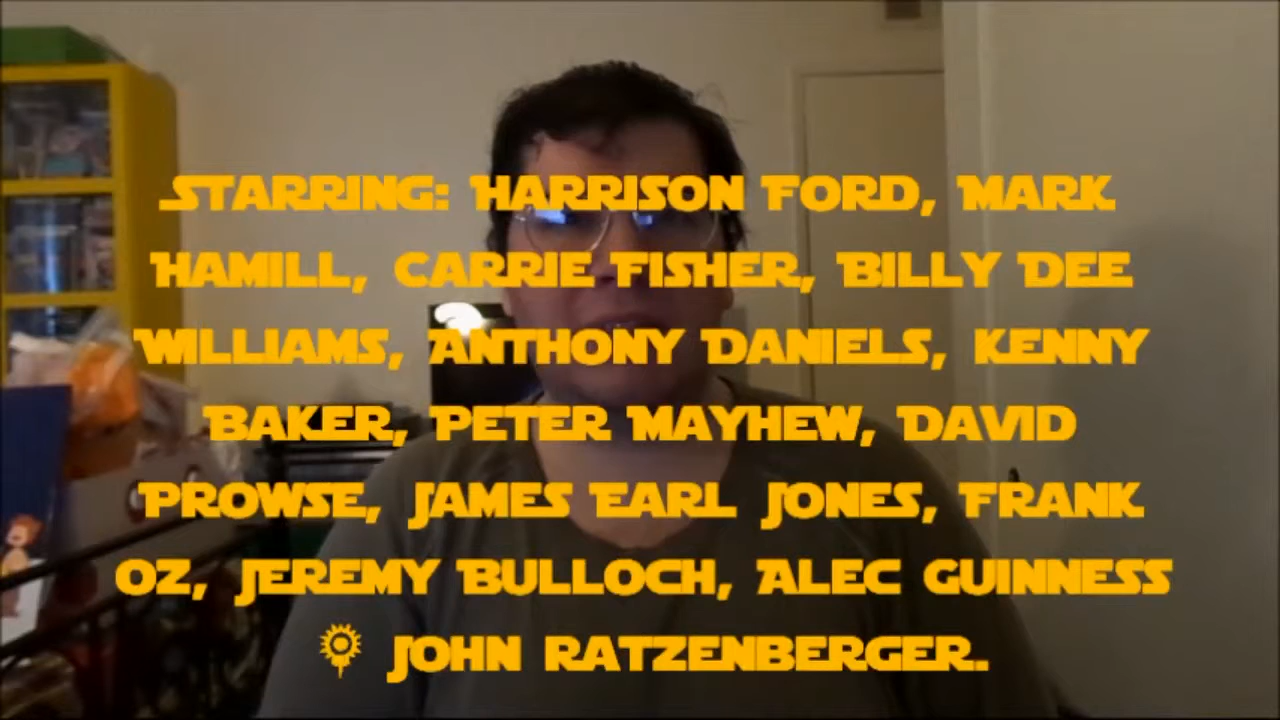 Starring: Harrison Ford, Mark
Hamill, Carrie Fisher, Billy Dee
Williams, Anthony Daniels, Kenny
Baker, Peter Mayhew, David
Prowse, James Earl Jones, Frank
Oz, Jeremy Bulloch, Alec Guinness
& John Ratzenberger.